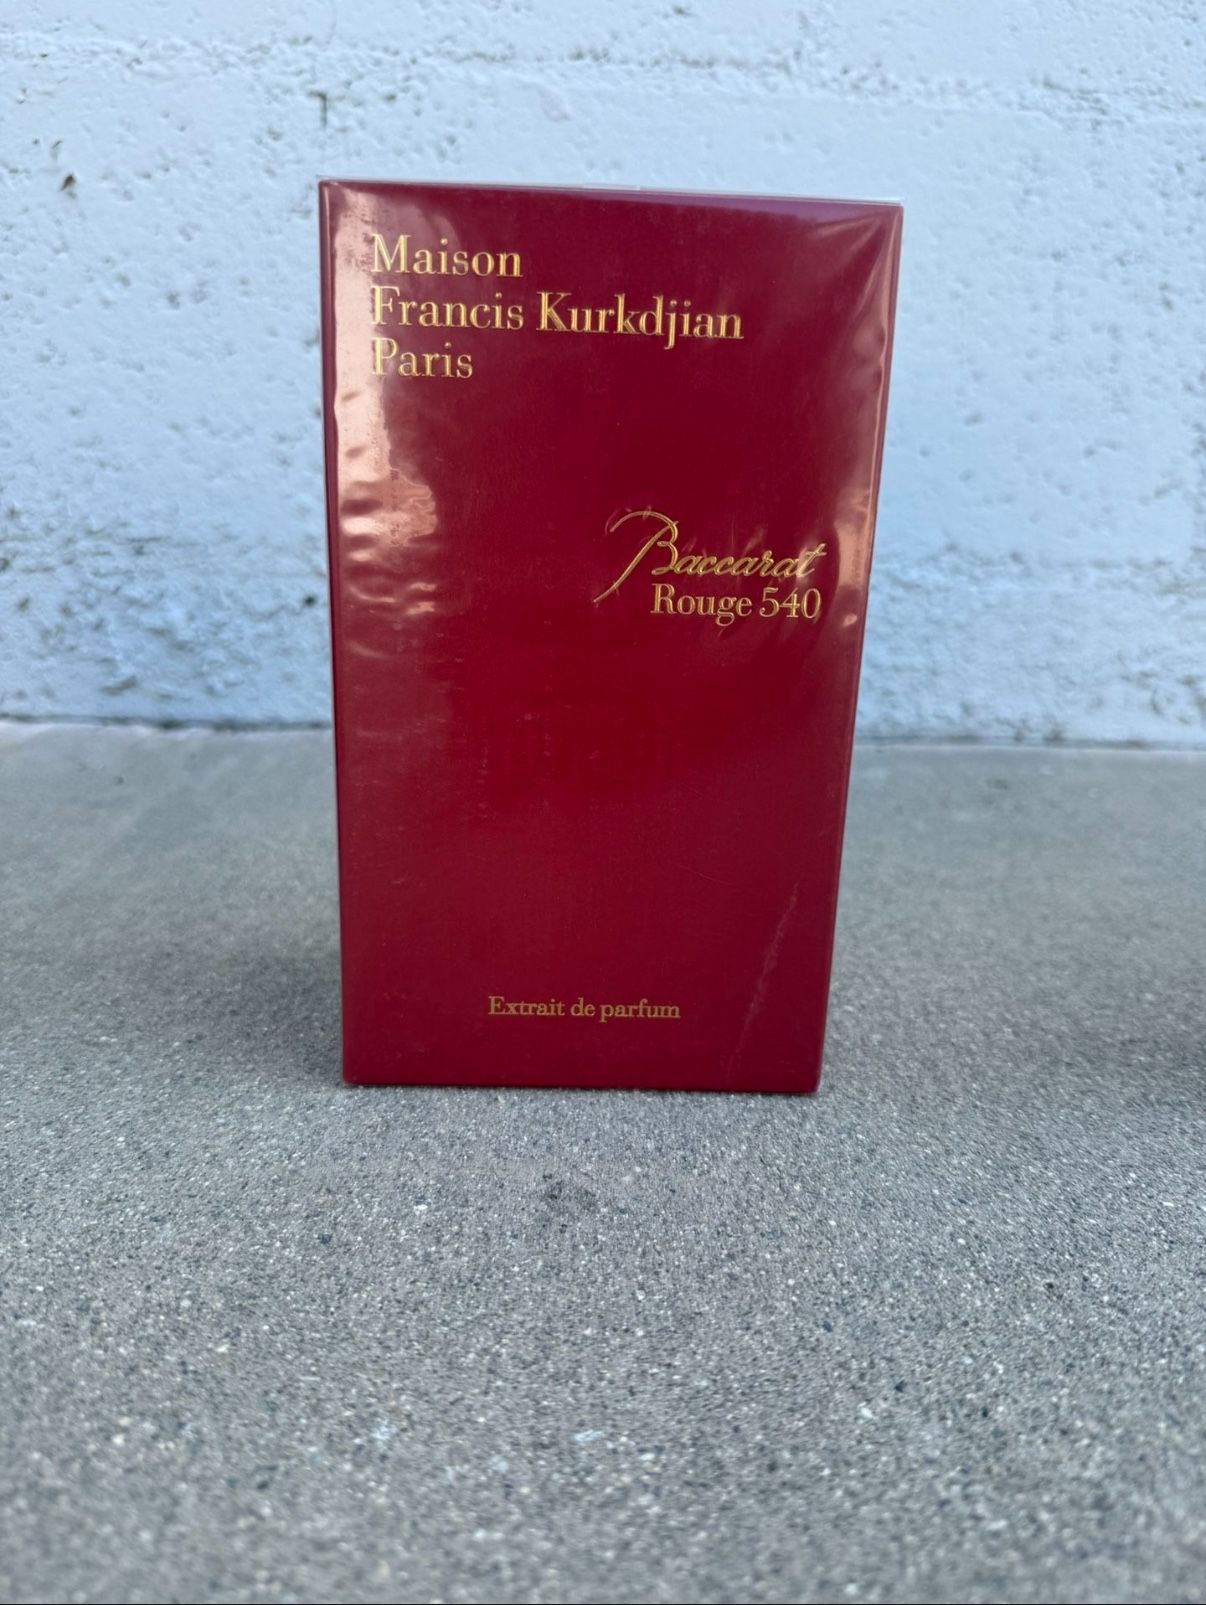 Maison
Francis Kurkdjian
Paris
Baccarat
Rouge 540
Extrait de parfum